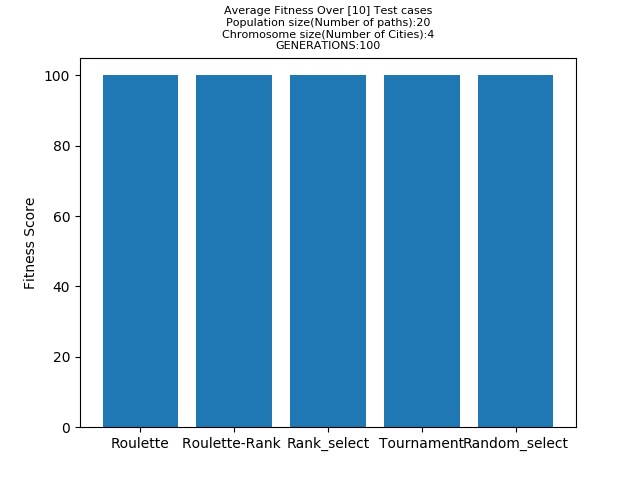 Average Fitness Over [10] Test cases
Population size(Number of paths):20
Chromosome size(Number of Cities):4
GENERATIONS:100
100
80
60
40
20
0
Fitness Score
Roulette Roulette-Rank Rank_select Tournament Random_select